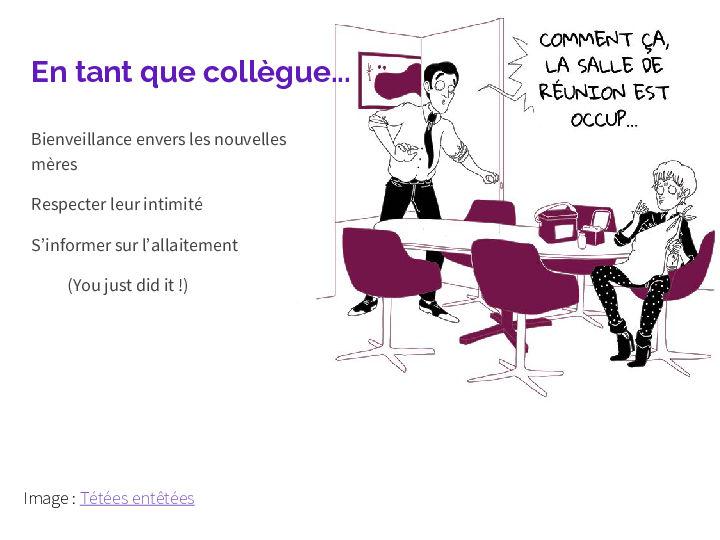 En tant que collègue...
Bienveillance envers les nouvelles
mères
Respecter leur intimité
S’informer sur l’allaitement
(You just did it !)
COMMENT ÇA,
LA SALLE DE
RÉUNION EST
OCCUP...
Image : Tétées entêtées